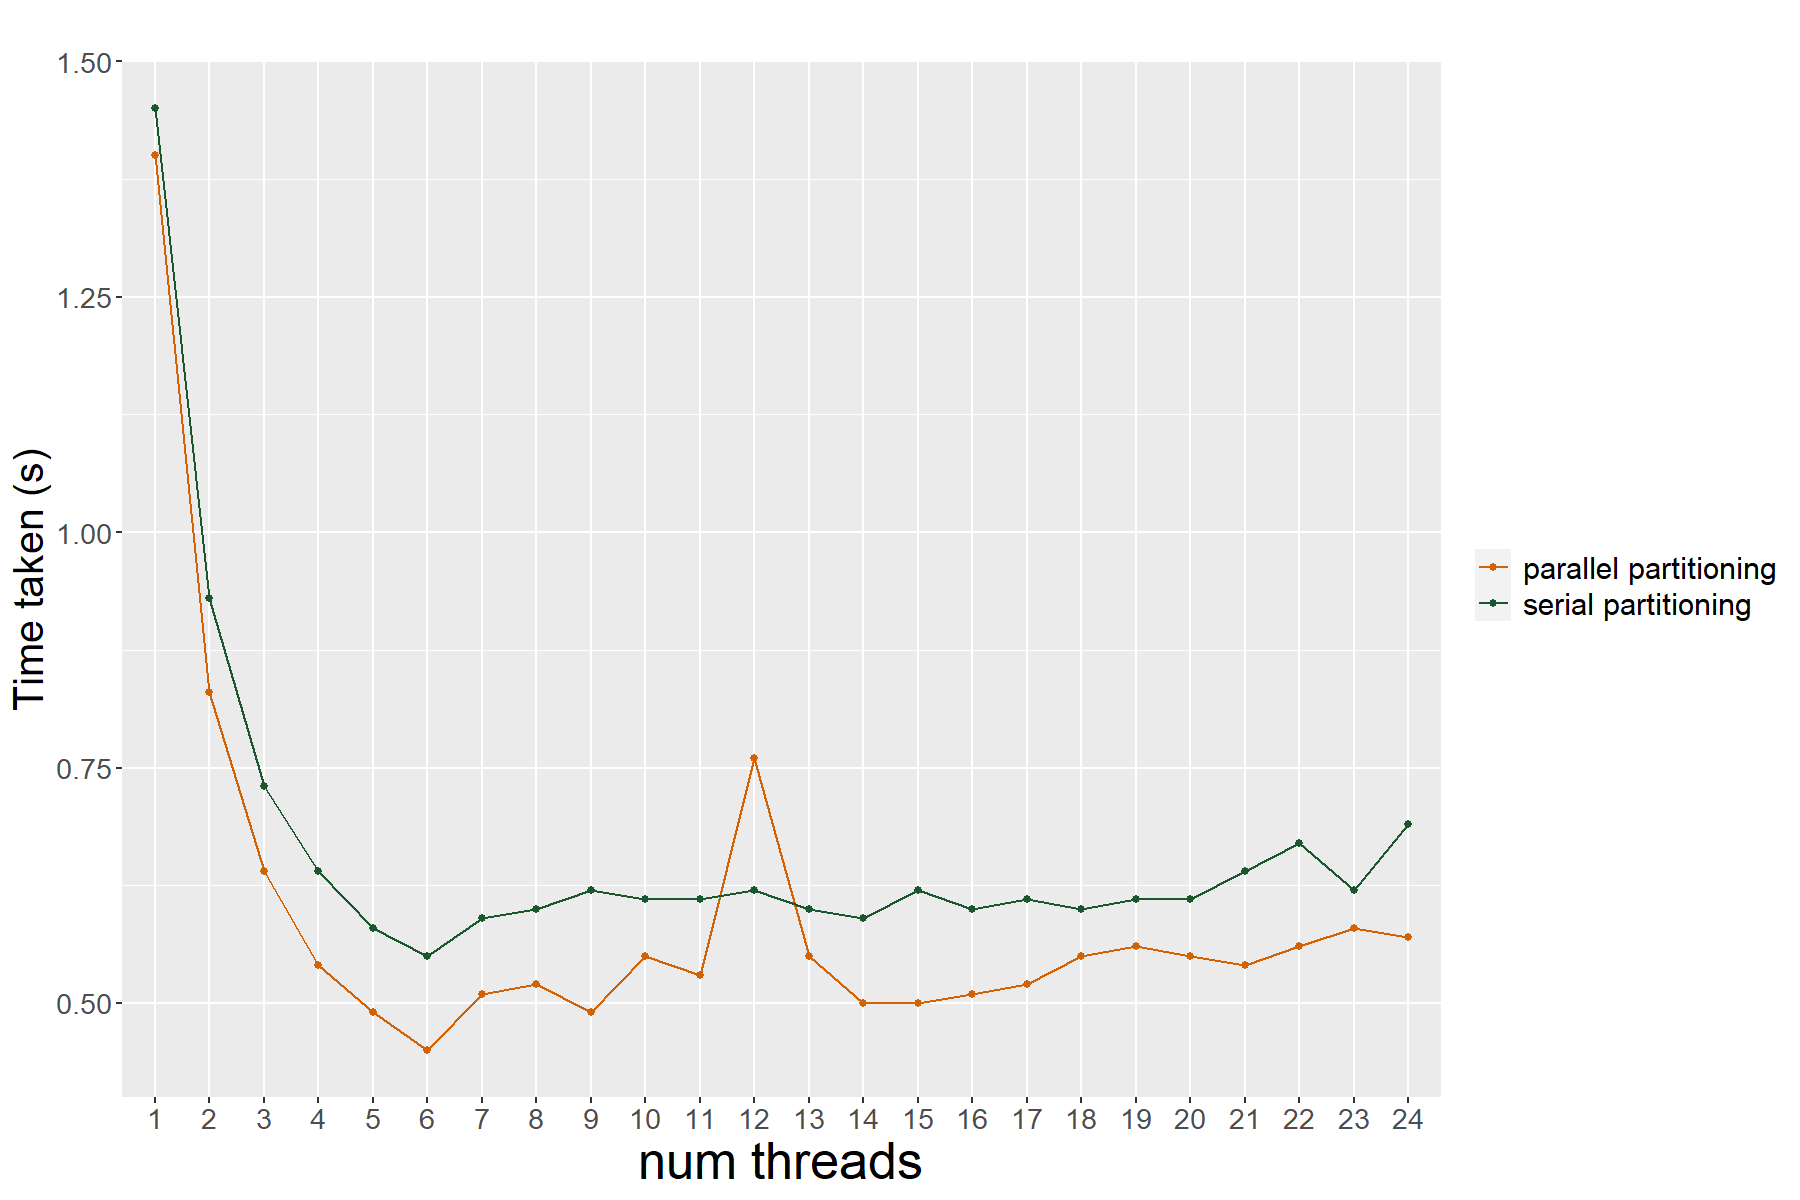 1.50
1.25
1.00
0.75
0.50
Time taken (s)
1 2 3 4 5 6 7 8 9 10 11 12 13 14 15 16 17 18 19 20 21 22 23 24
num threads
parallel partitioning
serial partitioning